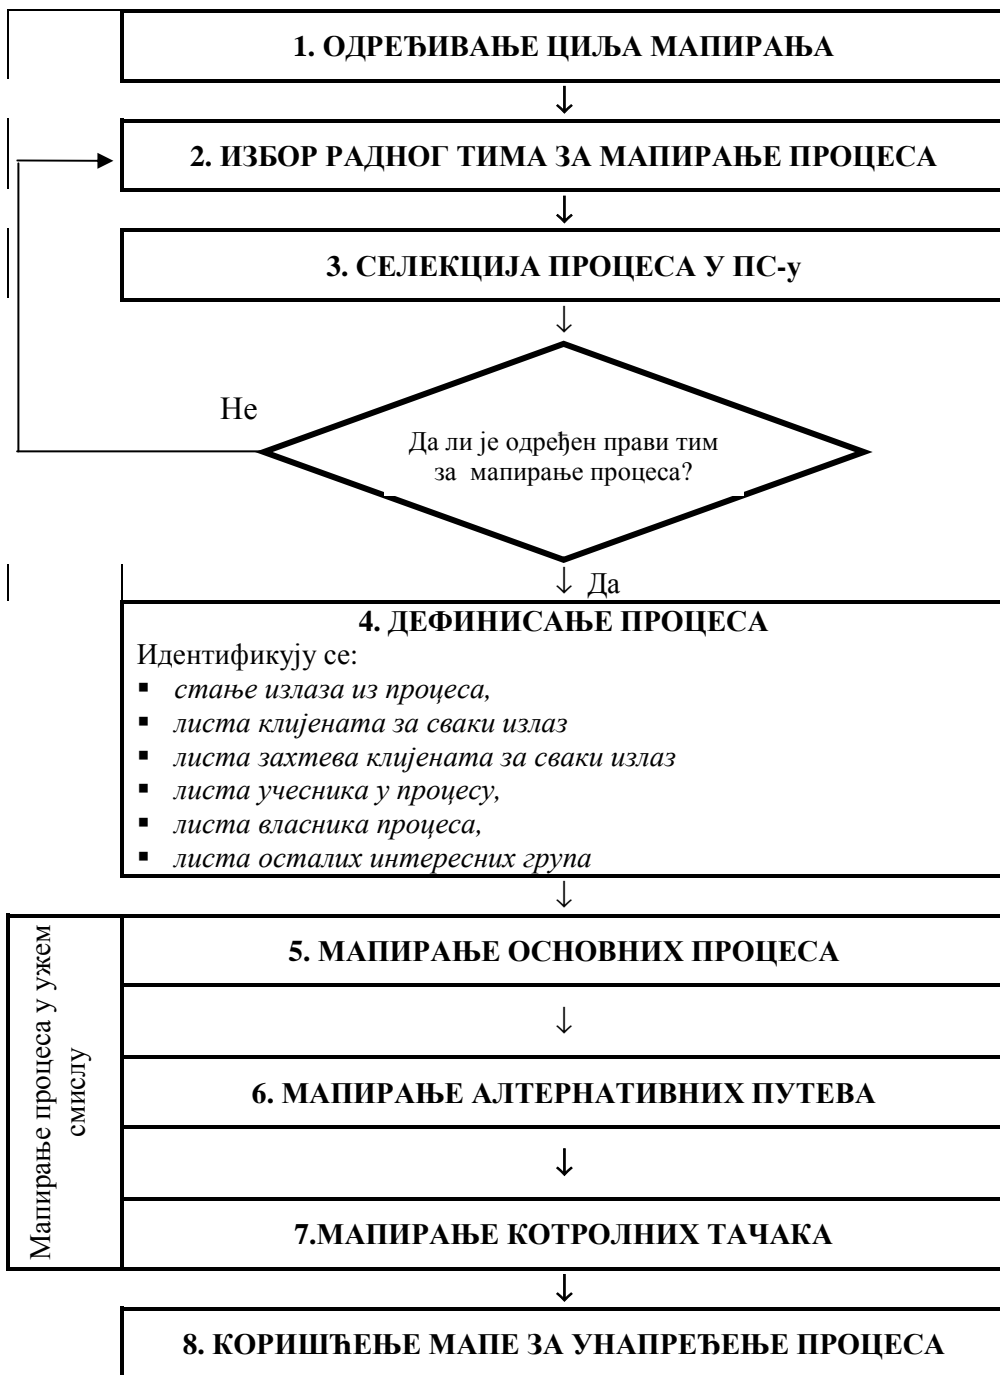 1. ОДРЕЂИВАЊЕ ЦИЉА МАПИРАЊА
↓
2. ИЗБОР РАДНОГ ТИМА ЗА МАПИРАЊЕ ПРОЦЕСА
↓
3. СЕЛЕКЦИЈА ПРОЦЕСА У ПС-у
↓
Не
Да ли је одређен прави тим
за мапирање процеса?
↓ Да
4. ДЕФИНИСАЊЕ ПРОЦЕСА
Идентификују се:
▪ стање излаза из процеса,
▪ листа клијената за сваки излаз
▪ листа захтева клијената за сваки излаз
▪ листа учесника у процесу,
▪ листа власника процеса,
▪ листа осталих интересних група
↓
Мапирање процеса у ужем
смислу
5. МАПИРАЊЕ ОСНОВНИХ ПРОЦЕСА
↓
6. МАПИРАЊЕ АЛТЕРНАТИВНИХ ПУТЕВА
↓
7.МАПИРАЊЕ КОТРОЛНИХ ТАЧАКА
↓
8. КОРИШЋЕЊЕ МАПЕ ЗА УНАПРЕЂЕЊЕ ПРОЦЕСА